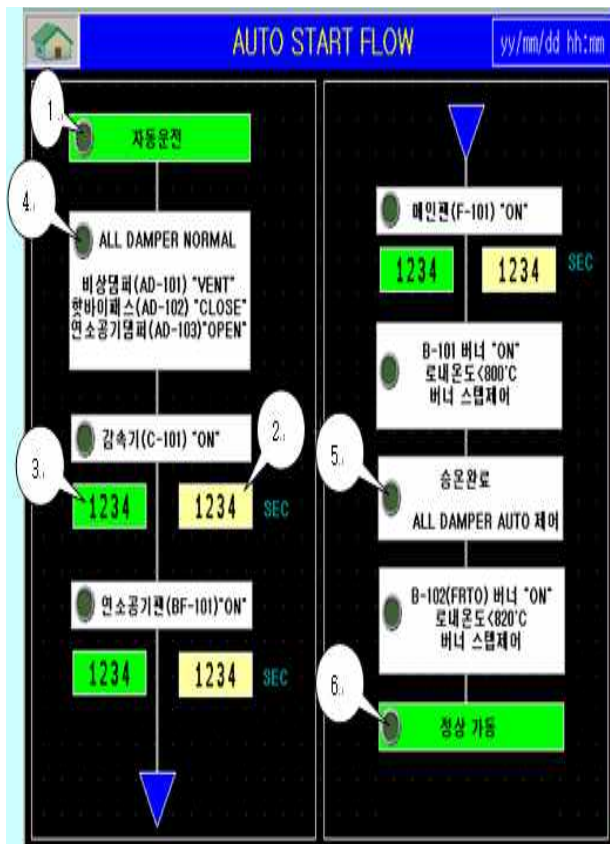 AUTO START FLOW
yy/mm/dd hh:mm
1.
자동운전
4.
ALL DAMPER NORMAL
비상댐퍼(AD-101) "VENT"
핫바이패스(AD-102) "CLOSE"
연소공기댐퍼(AD-103)"OPEN"
감속기(C-101) "ON"
2.
3.
1234 1234 SEC
연소공기팬(BF-101)"ON"
1234 1234 SEC
메인팬(F-101) "ON"
1234 1234 SEC
B-101 버너 "ON"
로내온도<800°C
버너 스텝제어
5.
승온완료
ALL DAMPER AUTO 제어
B-102(FRTO) 버너 "ON"
로내온도<820°C
버너 스텝제어
6.
정상 가동